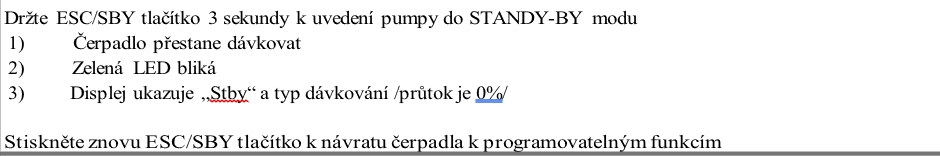 Držte ESC/SBY tlačítko 3 sekundy k uvedení pumpy do STANDY-BY modu
1) Čerpadlo přestane dávkovat
2) Zelená LED bliká
3) Displej ukazuje „Stby“ a typ dávkování /průtok je 0%/
Stiskněte znovu ESC/SBY tlačítko k návratu čerpadla k programovatelným funkcím